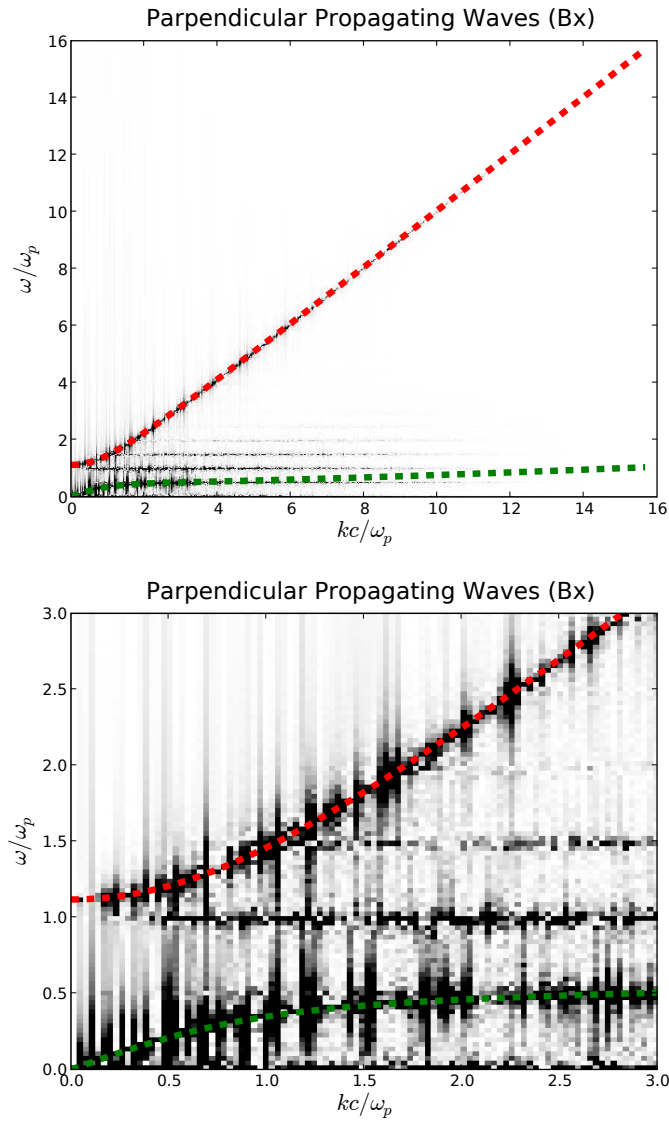 Parpendicular Propagating Waves (Bx)
16
14
12
10
8
6
4
2
0
ω/ωp
0 2 4 6 8 10 12 14 16
kc/ωp
Parpendicular Propagating Waves (Bx)
3.0
2.5
2.0
1.5
1.0
0.5
0.0
ω/ωp
0.0 0.5 1.0 1.5 2.0 2.5 3.0
kc/ωp